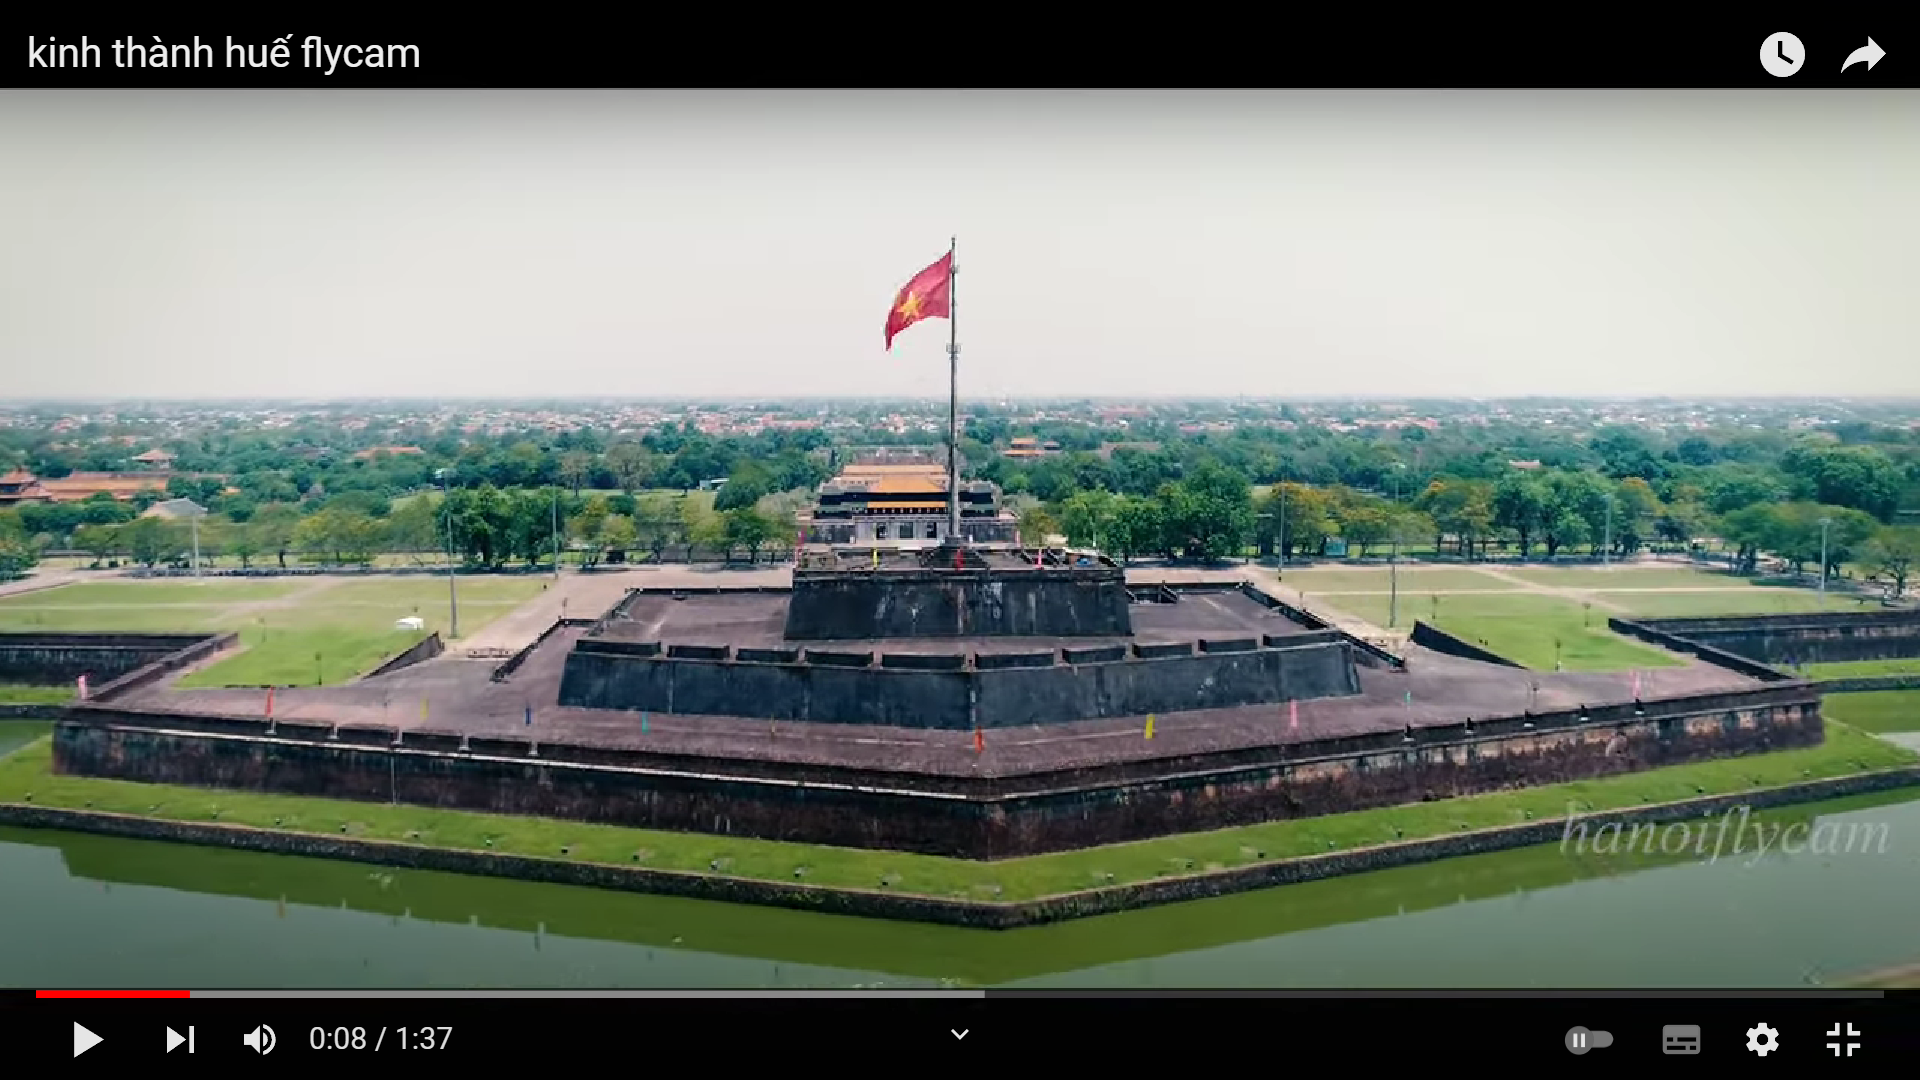 kinh thành huế flycam
hanoiflycam
0:08 / 1:37